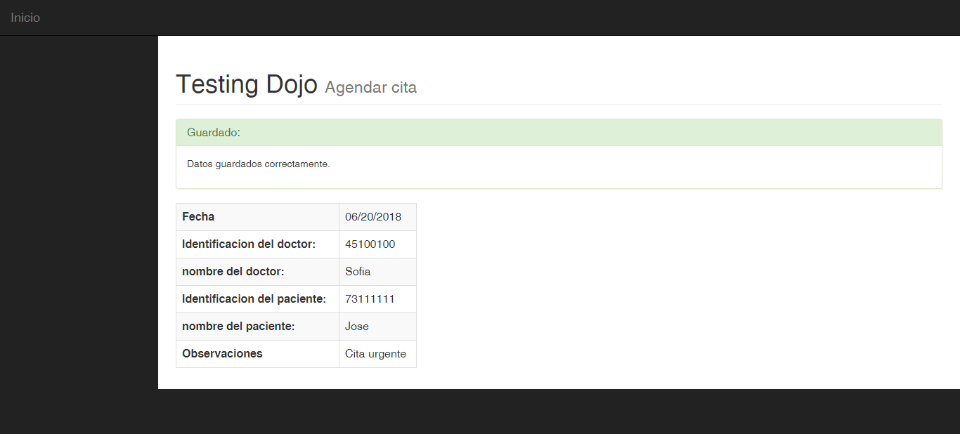 Inicio
Testing Dojo Agendar cita
Guardado:
Datos guardados correctamente.
Fecha 06/20/2018
Identificacion del doctor: 45100100
nombre del doctor: Sofia
Identificacion del paciente: 73111111
nombre del paciente: Jose
Observaciones Cita urgente